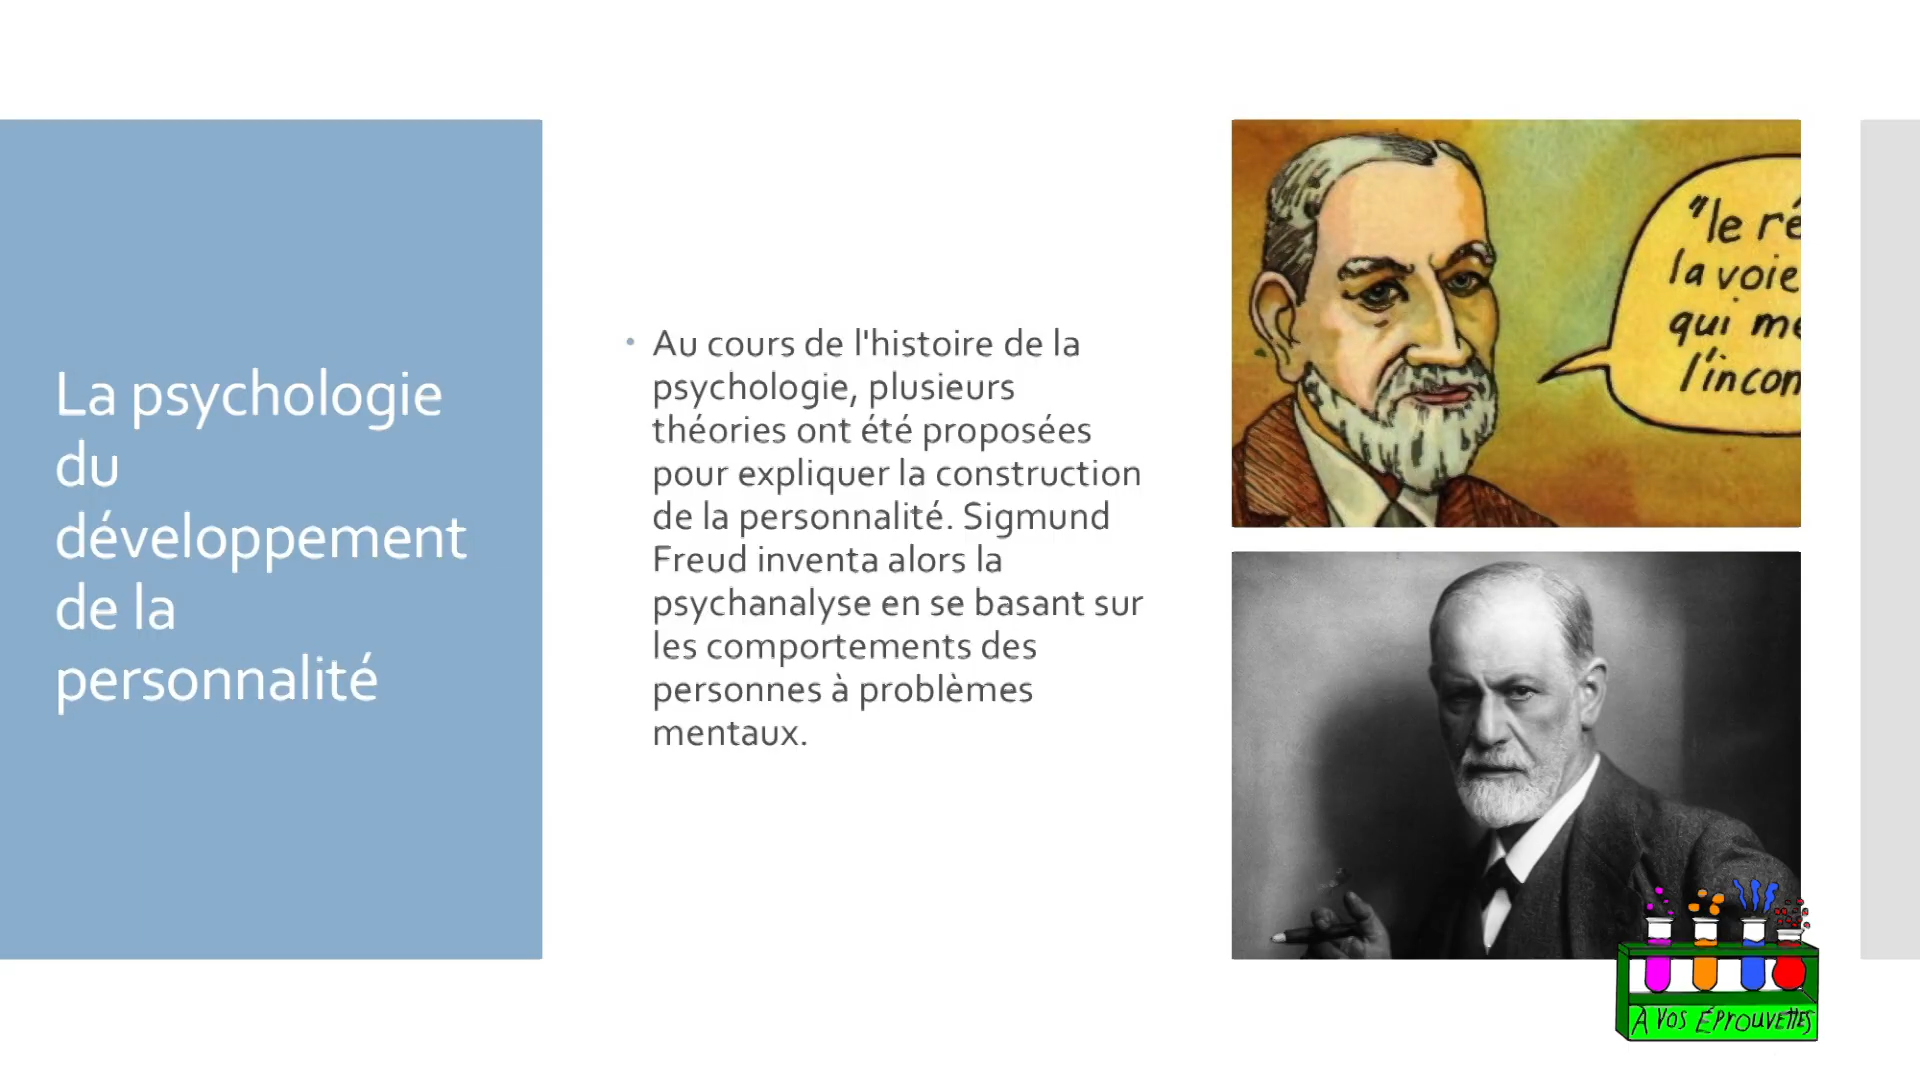 La psychologie
du
développement
de la
personnalité
Au cours de l'histoire de la
psychologie, plusieurs
théories ont été proposées
pour expliquer la construction
de la personnalité. Sigmund
Freud inventa alors la
psychanalyse en se basant sur
les comportements des
personnes à problèmes
mentaux.
"le ré
la voie
qui me
l'incon
A VOS ÉPROUVETTES